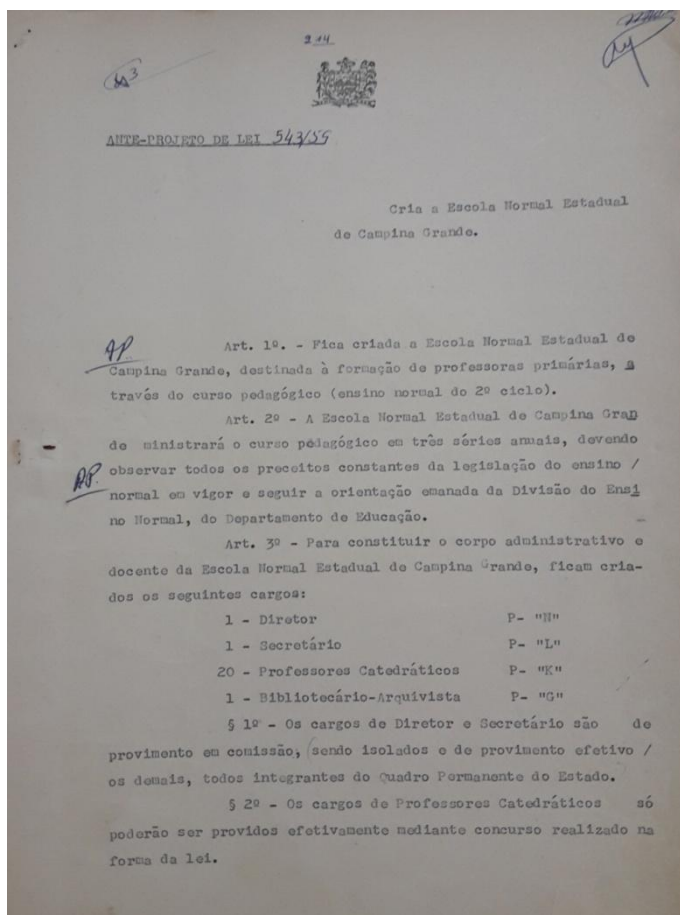 214
ANTE-PROJETO DE LEI 543/59
Cria a Escola Normal Estadual
de Campina Grande.
AP.
Art. 1º. - Fica criada a Escola Normal Estadual de
Campina Grande, destinada à formação de professoras primárias, a
través do curso pedagógico (ensino normal do 2º ciclo).
Art. 2º - A Escola Normal Estadual de Campina Gran
de ministrará o curso pedagógico em três séries anuais, devendo
AP.
observar todos os preceitos constantes da legislação do ensino /
normal em vigor e seguir a orientação emanada da Divisão do Ensi
no Normal, do Departamento de Educação.
Art. 3º - Para constituir o corpo administrativo e
docente da Escola Normal Estadual de Campina Grande, ficam cria-
dos os seguintes cargos:
1 - Diretor P- "N"
1 - Secretário P- "L"
20 - Professores Catedráticos P- "K"
1 - Bibliotecário-Arquivista P- "G"
§ 1º - Os cargos de Diretor e Secretário são de
provimento em comissão, sendo isolados e de provimento efetivo /
os demais, todos integrantes do Quadro Permanente do Estado.
§ 2º - Os cargos de Professores Catedráticos só
poderão ser providos efetivamente mediante concurso realizado na
forma da lei.